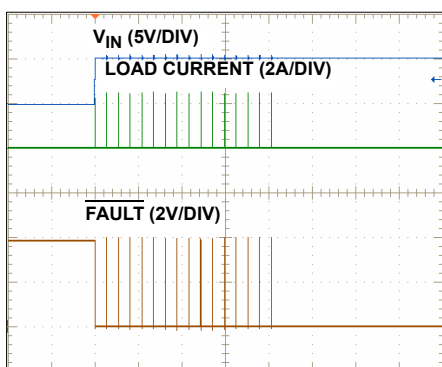 VIN (5V/DIV)
LOAD CURRENT (2A/DIV)
FAULT (2V/DIV)